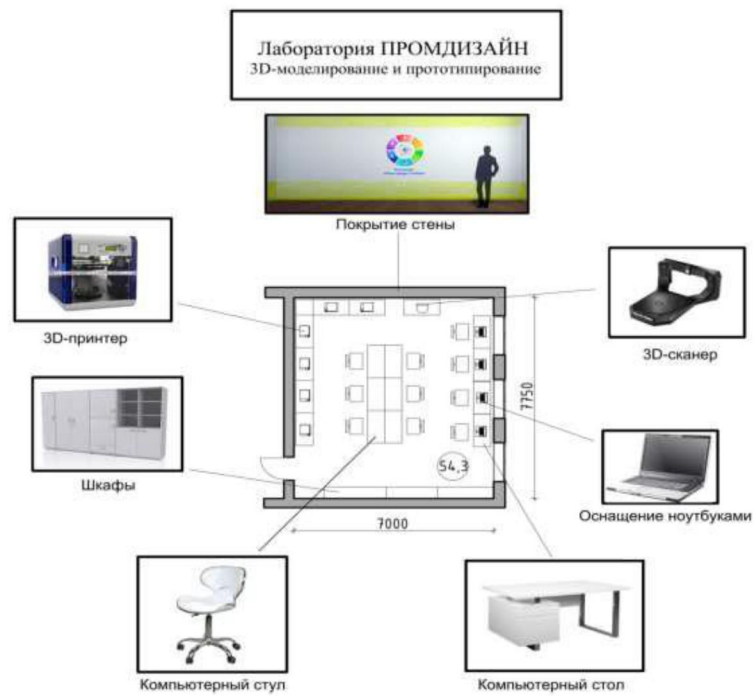 Лаборатория ПРОМДИЗАЙН
3D-моделирование и прототипирование
Покрытие стены
3D-принтер
3D-сканер
Шкафы
7750
54,3
Оснащение ноутбуками
7000
Компьютерный стул
Компьютерный стол